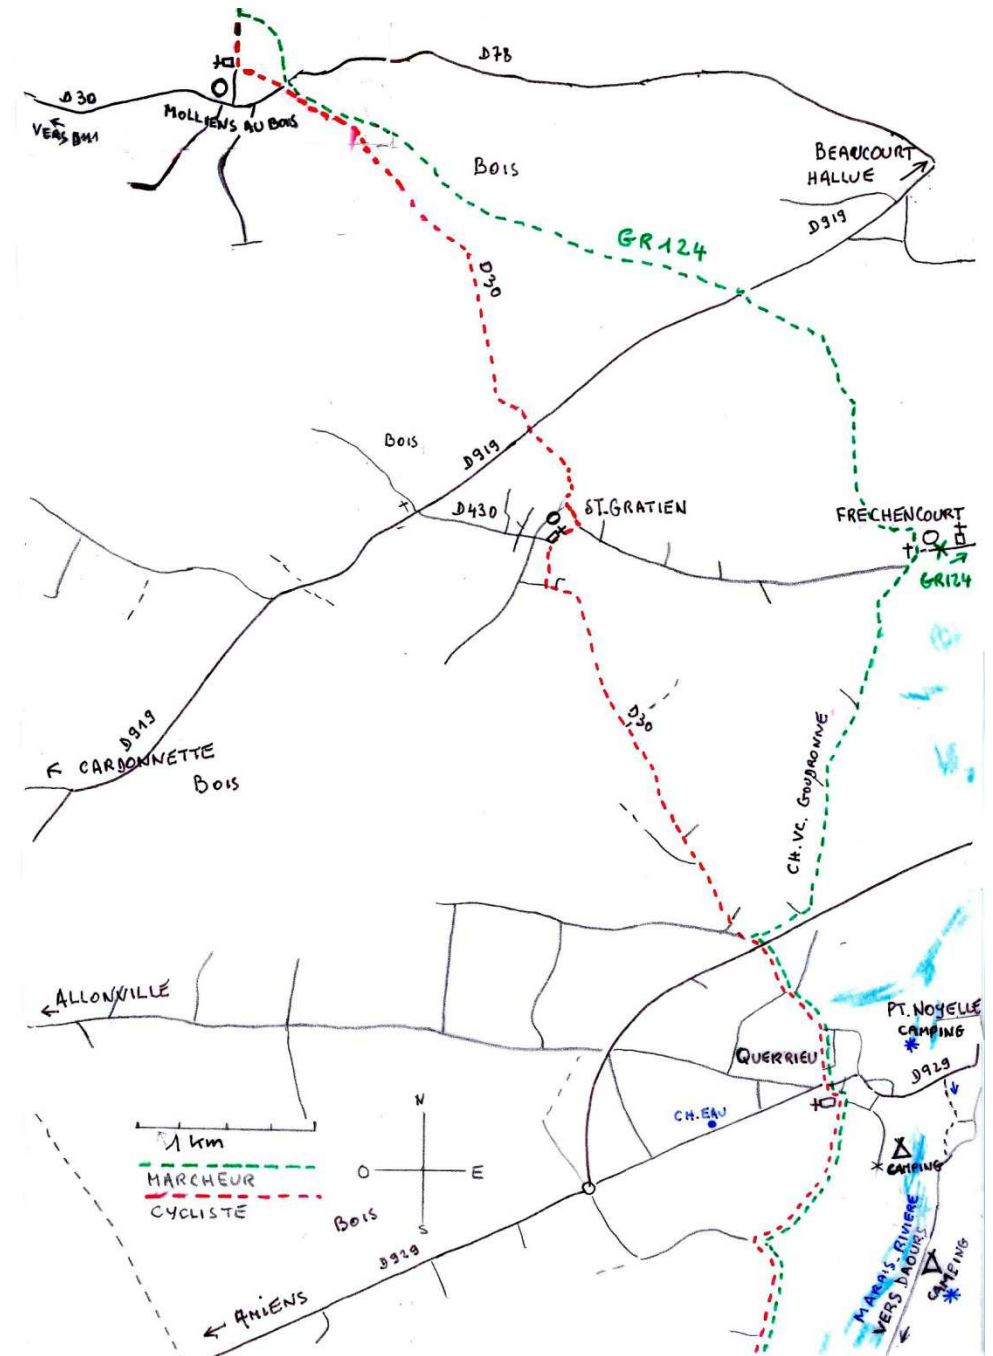 D78
D30
VERS D11
MOLLIENS AU BOIS
BEAUCOURT
HALLUE
BOIS
D919
GR124
D30
BOIS
D919
D430
ST.GRATIEN
FRECHENCOURT
GR124
D30
D919
CARDONNETTE
BOIS
CH.VC. GOUDRONNE
ALLONVILLE
PT. NOYELLE
CAMPING
QUERRIEU
D929
CH.EAU
N
1 km
O
E
MARCHEUR
CYCLISTE
S
CAMPING
BOIS
D929
MARAIS-RIVIERE
VERS DAOURS
CAMPING
AMIENS